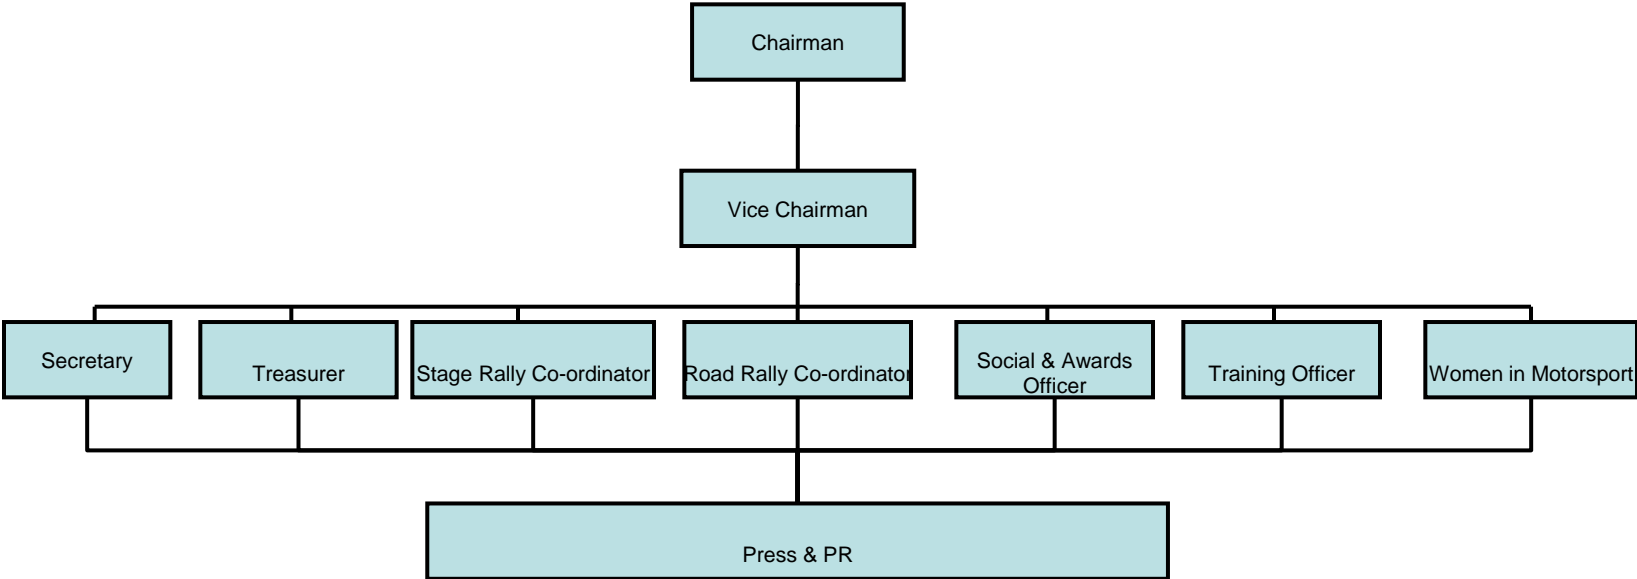 Chairman
Vice Chairman
Secretary
Treasurer
Stage Rally Co-ordinator
Road Rally Co-ordinator
Social & Awards
Officer
Training Officer
Women in Motorsport
Press & PR